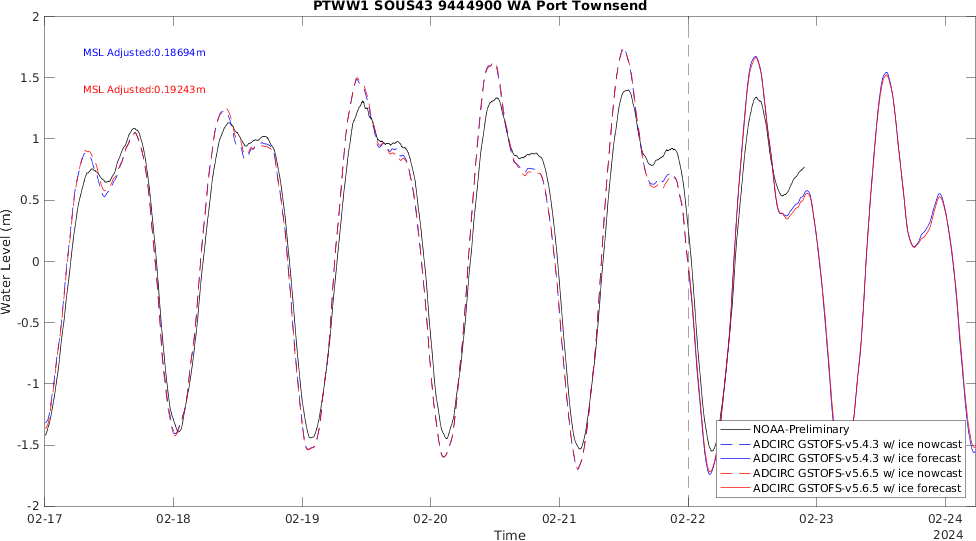 PTWW1 SOUS43 9444900 WA Port Townsend
MSL Adjusted:0.18694m
MSL Adjusted:0.19243m
Water Level (m)
2
1.5
1
0.5
0
-0.5
-1
-1.5
-2
NOAA-Preliminary
ADCIRC GSTOFS-v5.4.3 w/ ice nowcast
ADCIRC GSTOFS-v5.4.3 w/ ice forecast
ADCIRC GSTOFS-v5.6.5 w/ ice nowcast
ADCIRC GSTOFS-v5.6.5 w/ ice forecast
02-17 02-18 02-19 02-20 02-21 02-22 02-23 02-24
Time
2024